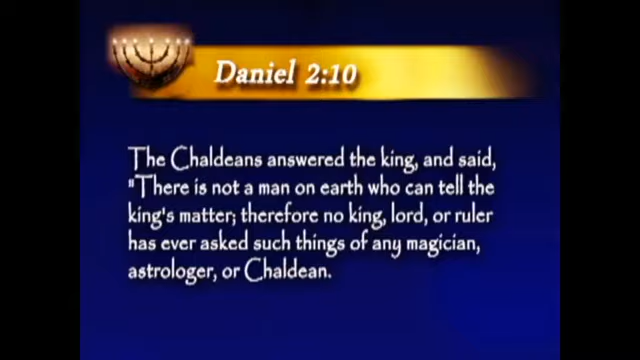 Daniel 2:10
The Chaldeans answered the king, and said,
"There is not a man on earth who can tell the
king's matter; therefore no king, lord, or ruler
has ever asked such things of any magician,
astrologer, or Chaldean.